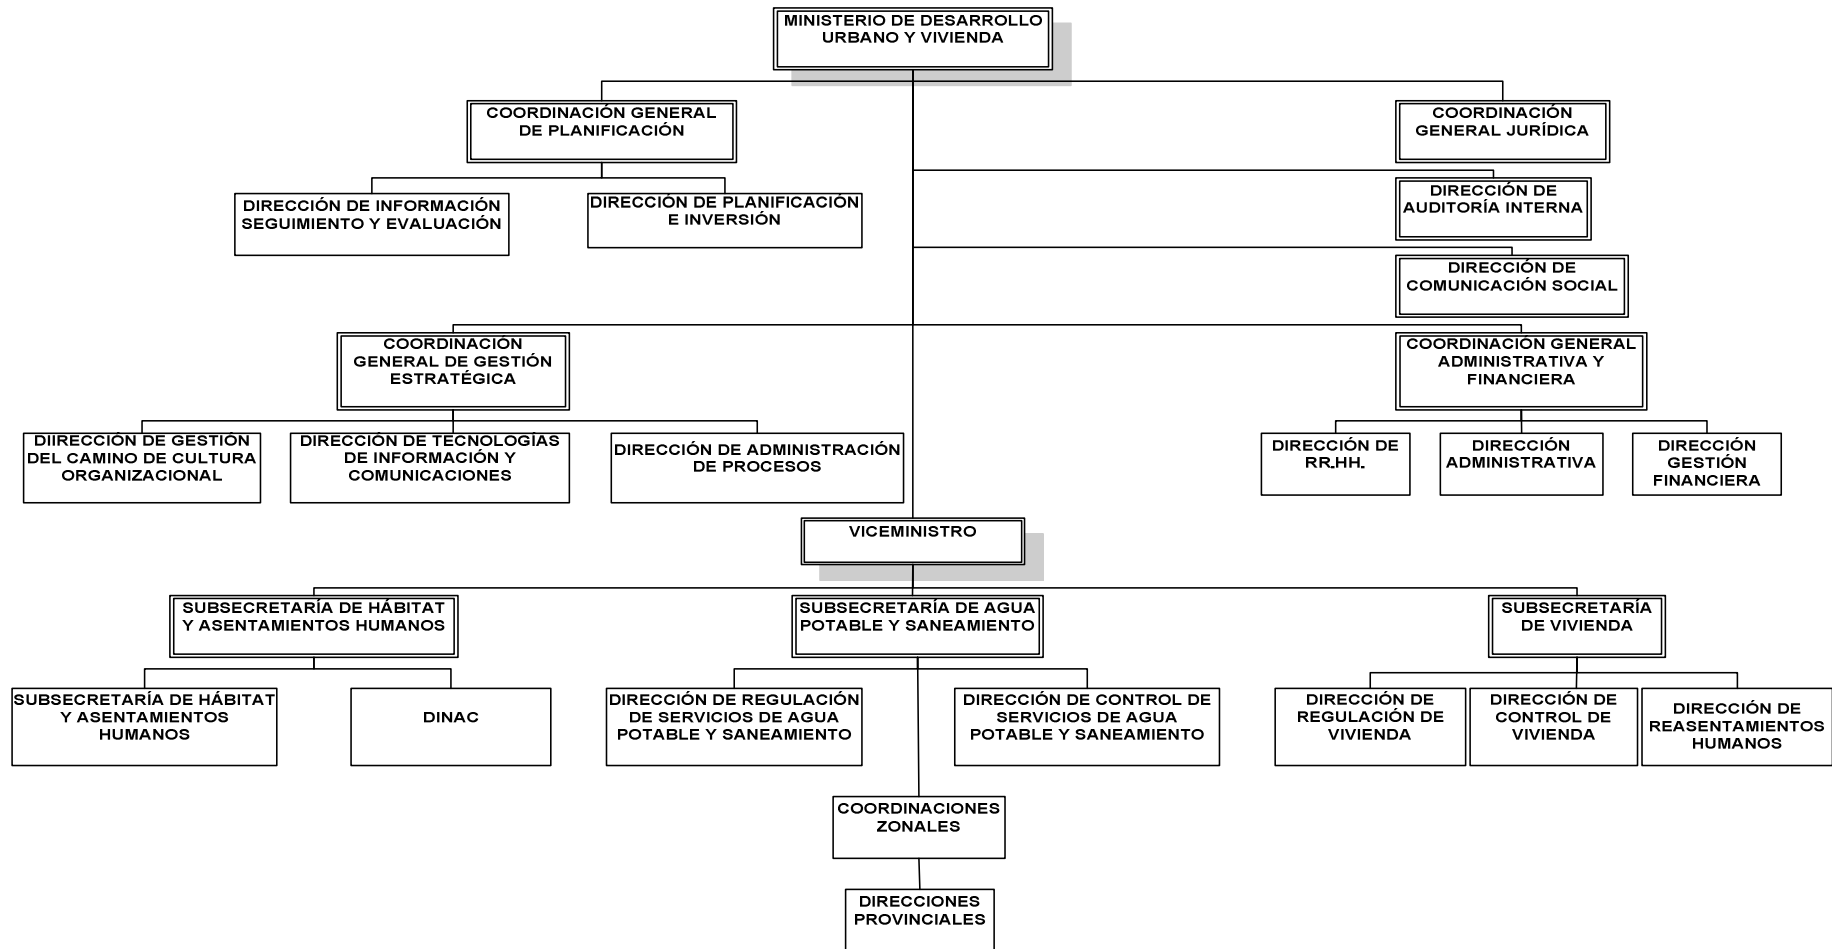 MINISTERIO DE DESARROLLO
URBANO Y VIVIENDA
COORDINACIÓN GENERAL
DE PLANIFICACIÓN
COORDINACIÓN
GENERAL JURÍDICA
DIRECCIÓN DE INFORMACIÓN
SEGUIMIENTO Y EVALUACIÓN
DIRECCIÓN DE PLANIFICACIÓN
E INVERSIÓN
DIRECCIÓN DE
AUDITORÍA INTERNA
DIRECCIÓN DE
COMUNICACIÓN SOCIAL
COORDINACIÓN
GENERAL DE GESTIÓN
ESTRATÉGICA
COORDINACIÓN GENERAL
ADMINISTRATIVA Y
FINANCIERA
DIIRECCIÓN DE GESTIÓN
DEL CAMINO DE CULTURA
ORGANIZACIONAL
DIRECCIÓN DE TECNOLOGÍAS
DE INFORMACIÓN Y
COMUNICACIONES
DIRECCIÓN DE ADMINISTRACIÓN
DE PROCESOS
DIRECCIÓN DE
RR.HH.
DIRECCIÓN
ADMINISTRATIVA
DIRECCIÓN
GESTIÓN
FINANCIERA
VICEMINISTRO
SUBSECRETARÍA DE HÁBITAT
Y ASENTAMIENTOS HUMANOS
SUBSECRETARÍA DE AGUA
POTABLE Y SANEAMIENTO
SUBSECRETARÍA
DE VIVIENDA
SUBSECRETARÍA DE HÁBITAT
Y ASENTAMIENTOS
HUMANOS
DINAC
DIRECCIÓN DE REGULACIÓN
DE SERVICIOS DE AGUA
POTABLE Y SANEAMIENTO
DIRECCIÓN DE CONTROL DE
SERVICIOS DE AGUA
POTABLE Y SANEAMIENTO
DIRECCIÓN DE
REGULACIÓN DE
VIVIENDA
DIRECCIÓN DE
CONTROL DE
VIVIENDA
DIRECCIÓN DE
REASENTAMIENTOS
HUMANOS
COORDINACIONES
ZONALES
DIRECCIONES
PROVINCIALES